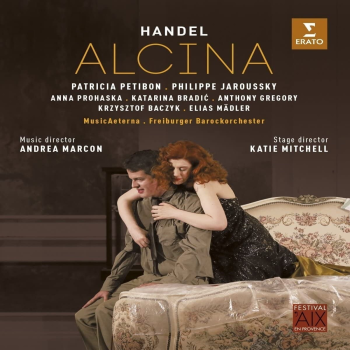 HANDEL
ERATO
ALCINA
PATRICIA PETIBON . PHILIPPE JAROUSSKY
ANNA PROHASKA . KATARINA BRADIĆ . ANTHONY GREGORY
KRZYSZTOF BACZYK . ELIAS MÄDLER
MusicAeterna . Freiburger Barockorchester
Music director
ANDREA MARCON
Stage director
KATIE MITCHELL
FESTIVAL
AIX
EN PROVENCE